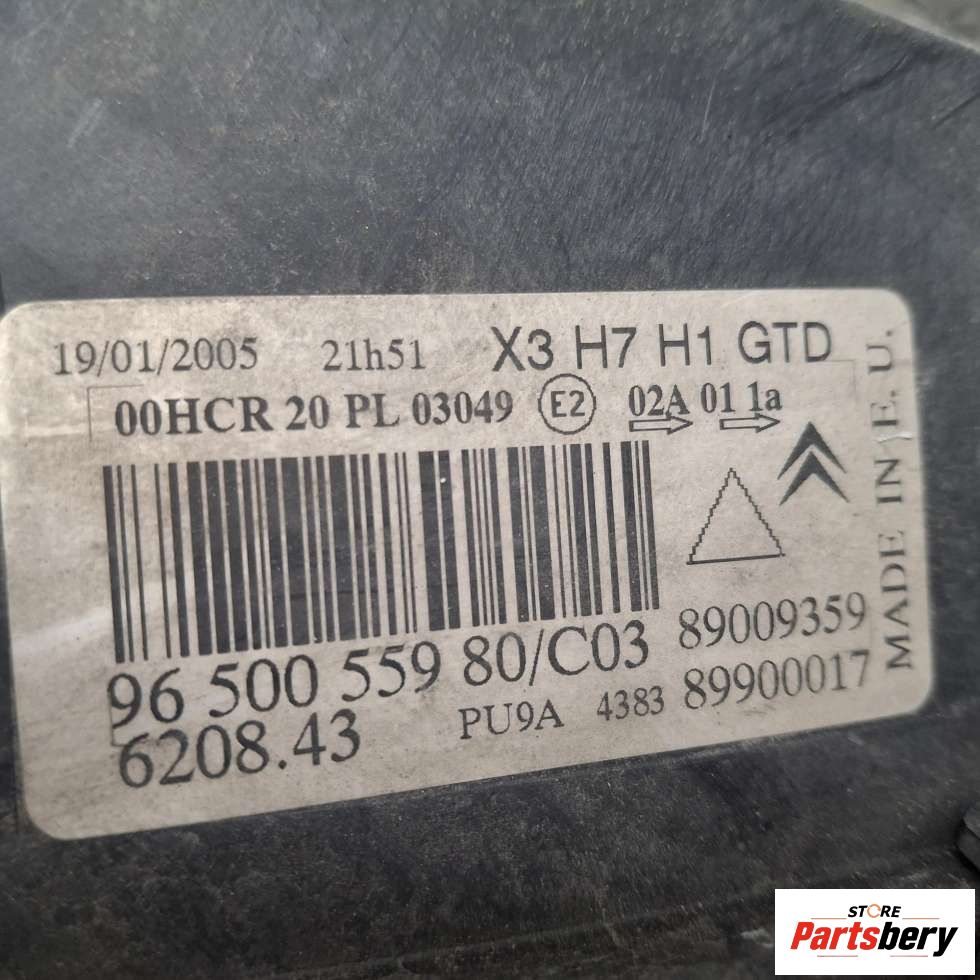 19/01/2005 21h51 X3 H7 H1 GTD
00HCR 20 PL 03049 E2 02A 01 1a
96 500 559 80/C03 89009359
6208.43 PU9A 4383 89900017
MADE IN E. U.
STORE
Partsbery